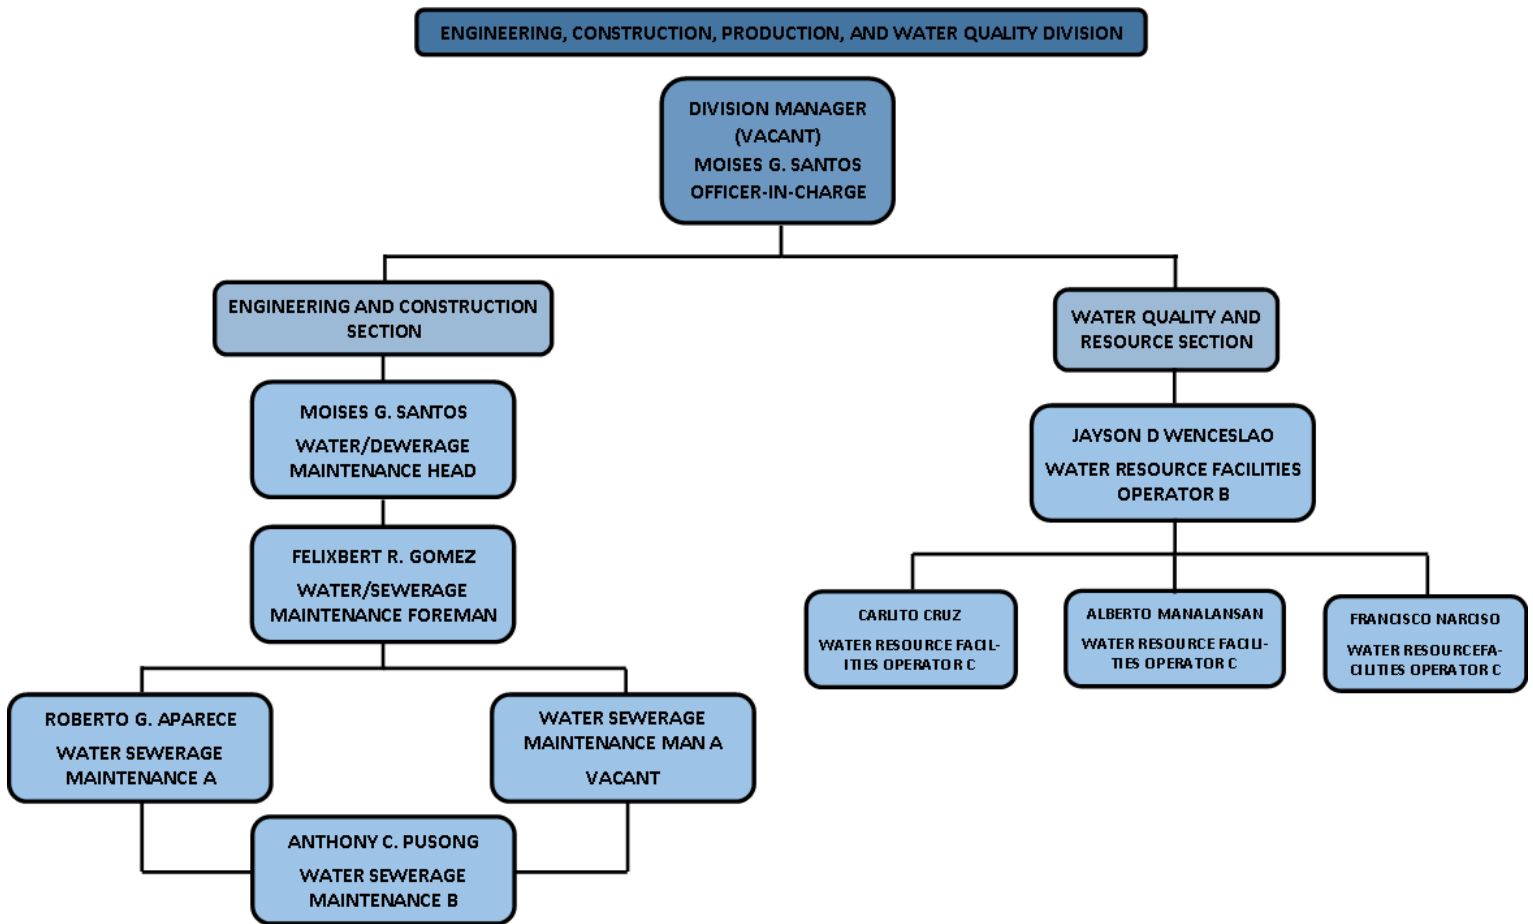 ENGINEERING, CONSTRUCTION, PRODUCTION, AND WATER QUALITY DIVISION
DIVISION MANAGER
(VACANT)
MOISES G. SANTOS
OFFICER-IN-CHARGE
ENGINEERING AND CONSTRUCTION
SECTION
MOISES G. SANTOS
WATER/DEWERAGE
MAINTENANCE HEAD
FELIXBERT R. GOMEZ
WATER/SEWERAGE
MAINTENANCE FOREMAN
ROBERTO G. APARECE
WATER SEWERAGE
MAINTENANCE A
WATER SEWERAGE
MAINTENANCE MAN A
VACANT
ANTHONY C. PUSONG
WATER SEWERAGE
MAINTENANCE B
WATER QUALITY AND
RESOURCE SECTION
JAYSON D WENCESLAO
WATER RESOURCE FACILITIES
OPERATOR B
CARLITO CRUZ
WATER RESOURCE FACIL-
ITIES OPERATOR C
ALBERTO MANALANSAN
WATER RESOURCE FACILI-
TIES OPERATOR C
FRANCISCO NARCISO
WATER RESOURCEFA-
CILITIES OPERATOR C